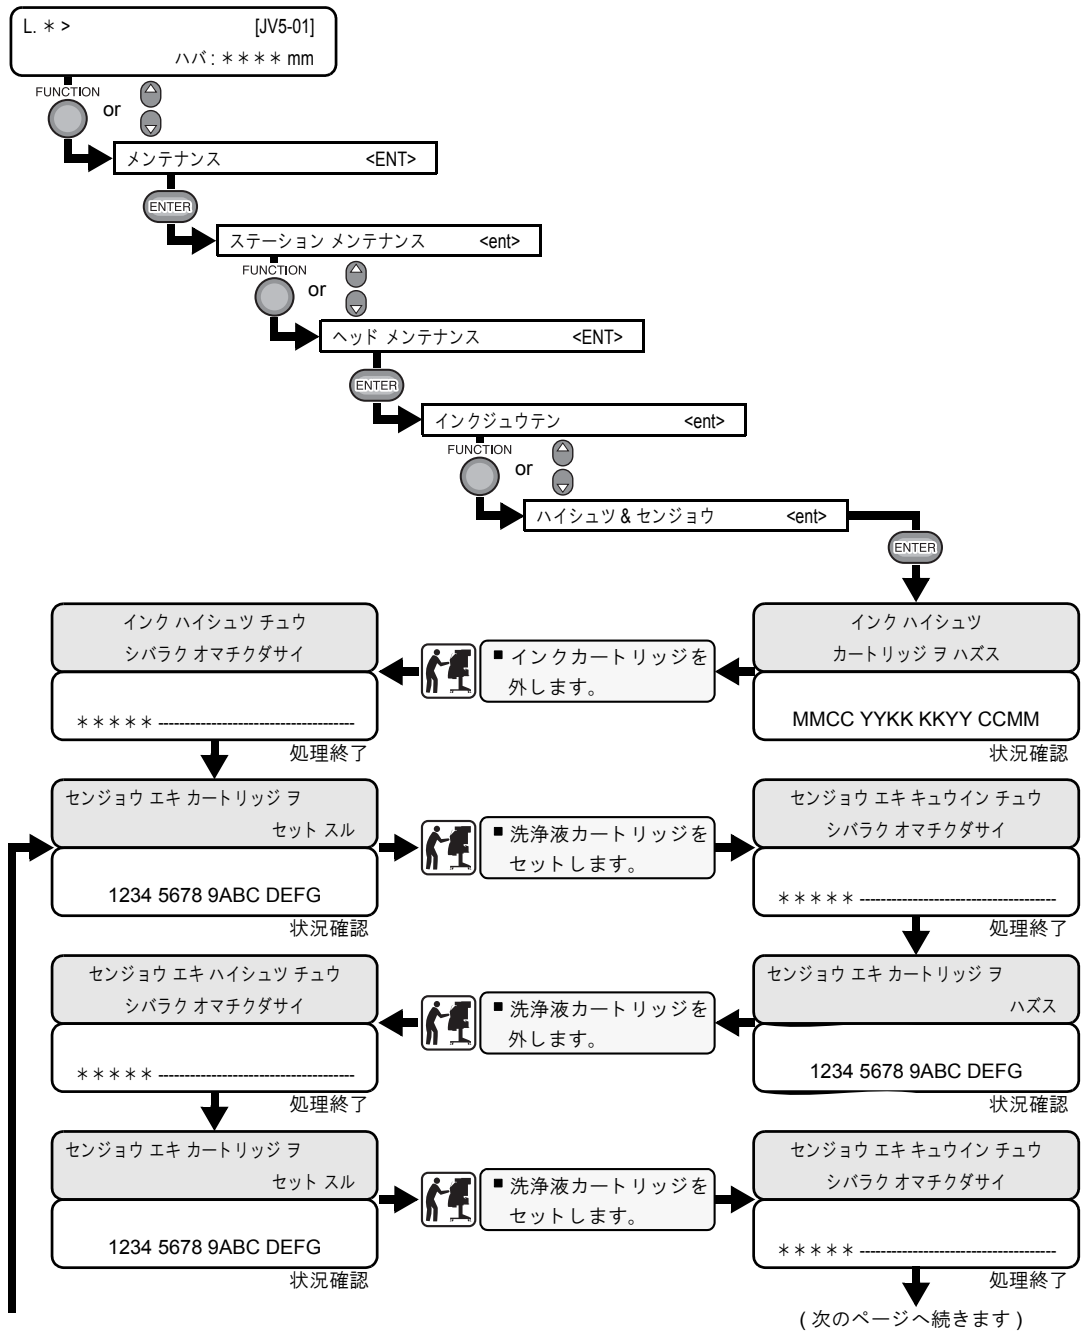 L. ＊ > [JV5-01]
ハバ : ＊＊＊＊ mm
FUNCTION
or
メンテナンス <ENT>
ENTER
ステーション メンテナンス <ent>
FUNCTION
or
ヘッド メンテナンス <ENT>
ENTER
インクジュウテン <ent>
FUNCTION
or
ハイシュツ & センジョウ <ent>
ENTER
インク ハイシュツ
カートリッジ ヲ ハズス
MMCC YYKK KKYY CCMM
状況確認
■ インクカートリッジを
外します。
インク ハイシュツ チュウ
シバラク オマチクダサイ
＊＊＊＊＊ -------------------------------------
処理終了
センジョウ エキ カートリッジ ヲ
セット スル
1234 5678 9ABC DEFG
状況確認
■ 洗浄液カートリッジを
セットします。
センジョウ エキ キュウイン チュウ
シバラク オマチクダサイ
＊＊＊＊＊ -------------------------------------
処理終了
センジョウ エキ カートリッジ ヲ
ハズス
1234 5678 9ABC DEFG
状況確認
■ 洗浄液カートリッジを
外します。
センジョウ エキ ハイシュツ チュウ
シバラク オマチクダサイ
＊＊＊＊＊ -------------------------------------
処理終了
センジョウ エキ カートリッジ ヲ
セット スル
1234 5678 9ABC DEFG
状況確認
■ 洗浄液カートリッジを
セットします。
センジョウ エキ キュウイン チュウ
シバラク オマチクダサイ
＊＊＊＊＊ -------------------------------------
処理終了
( 次のページへ続きます )